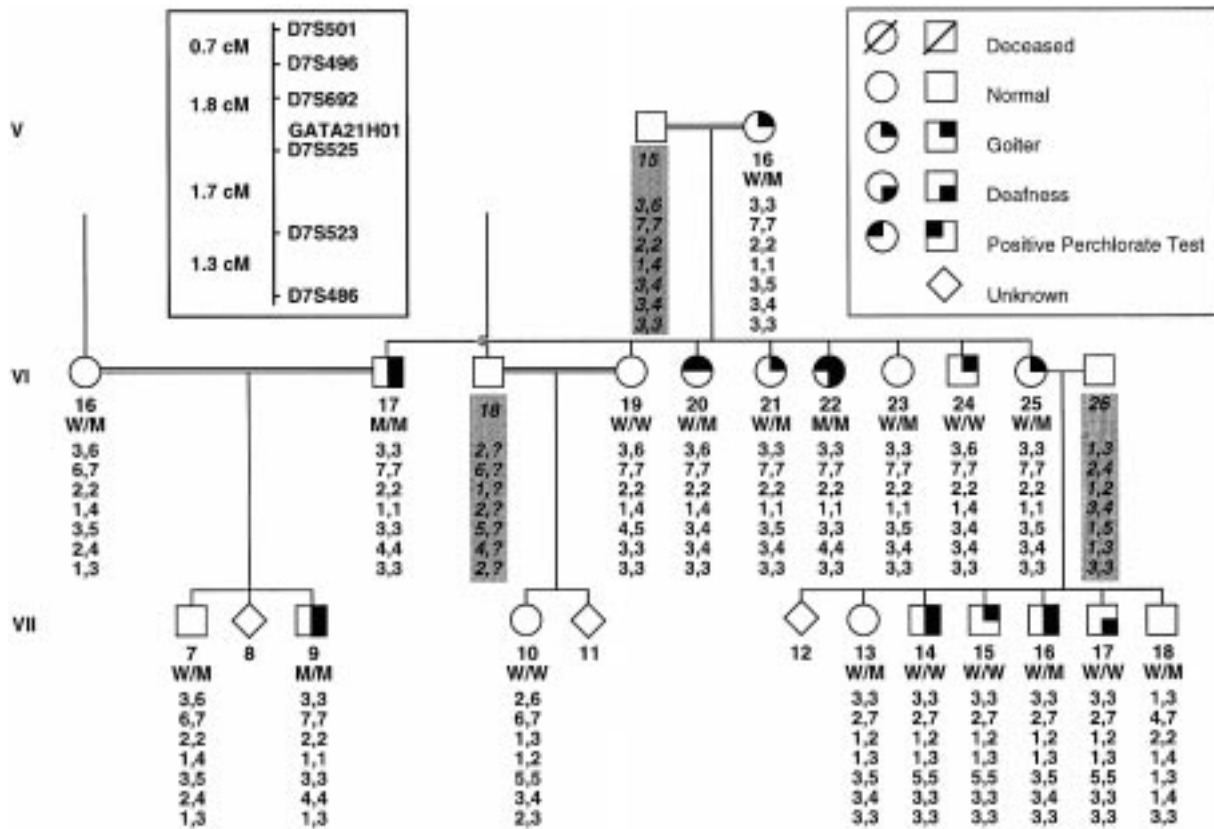 D7S501
0.7 cM
D7S496
1.8 cM
D7S692
GATA21H01
D7S525
1.7 cM
D7S523
1.3 cM
D7S486
Deceased
Normal
Goiter
Deafness
Positive Perchlorate Test
Unknown
V
15 16
W/M
3,6 3,3
7,7 7,7
2,2 2,2
1,4 1,1
3,4 3,5
3,4 3,4
3,3 3,3
VI
16 17 18 19 20 21 22 23 24 25 26
W/M M/M W/W W/M W/M M/M W/M W/W W/M
3,6 3,3 2,? 3,6 3,6 3,3 3,3 3,3 3,6 3,3 1,3
6,7 7,7 6,? 7,7 7,7 7,7 7,7 7,7 7,7 7,7 2,4
2,2 2,2 1,? 2,2 2,2 2,2 2,2 2,2 2,2 2,2 1,2
1,4 1,1 2,? 1,4 1,4 1,1 1,1 1,1 1,4 1,1 3,4
3,5 3,3 5,? 4,5 3,4 3,5 3,3 3,5 3,4 3,5 1,5
2,4 4,4 4,? 3,3 3,4 3,4 4,4 3,4 3,4 3,4 1,3
1,3 3,3 2,? 3,3 3,3 3,3 3,3 3,3 3,3 3,3 3,3
VII
7 8 9 10 11 12 13 14 15 16 17 18
W/M M/M W/W W/M W/W W/W W/M W/W W/M
3,6 3,3 2,6 3,3 3,3 3,3 3,3 3,3 1,3
6,7 7,7 6,7 2,7 2,7 2,7 2,7 2,7 4,7
2,2 2,2 1,3 1,2 1,2 1,2 1,2 1,2 2,2
1,4 1,1 1,2 1,3 1,3 1,3 1,3 1,3 1,4
3,5 3,3 5,5 3,5 5,5 5,5 3,5 5,5 1,3
2,4 4,4 3,4 3,4 3,3 3,3 3,4 3,3 1,4
1,3 1,3 2,3 3,3 3,3 3,3 3,3 3,3 3,3